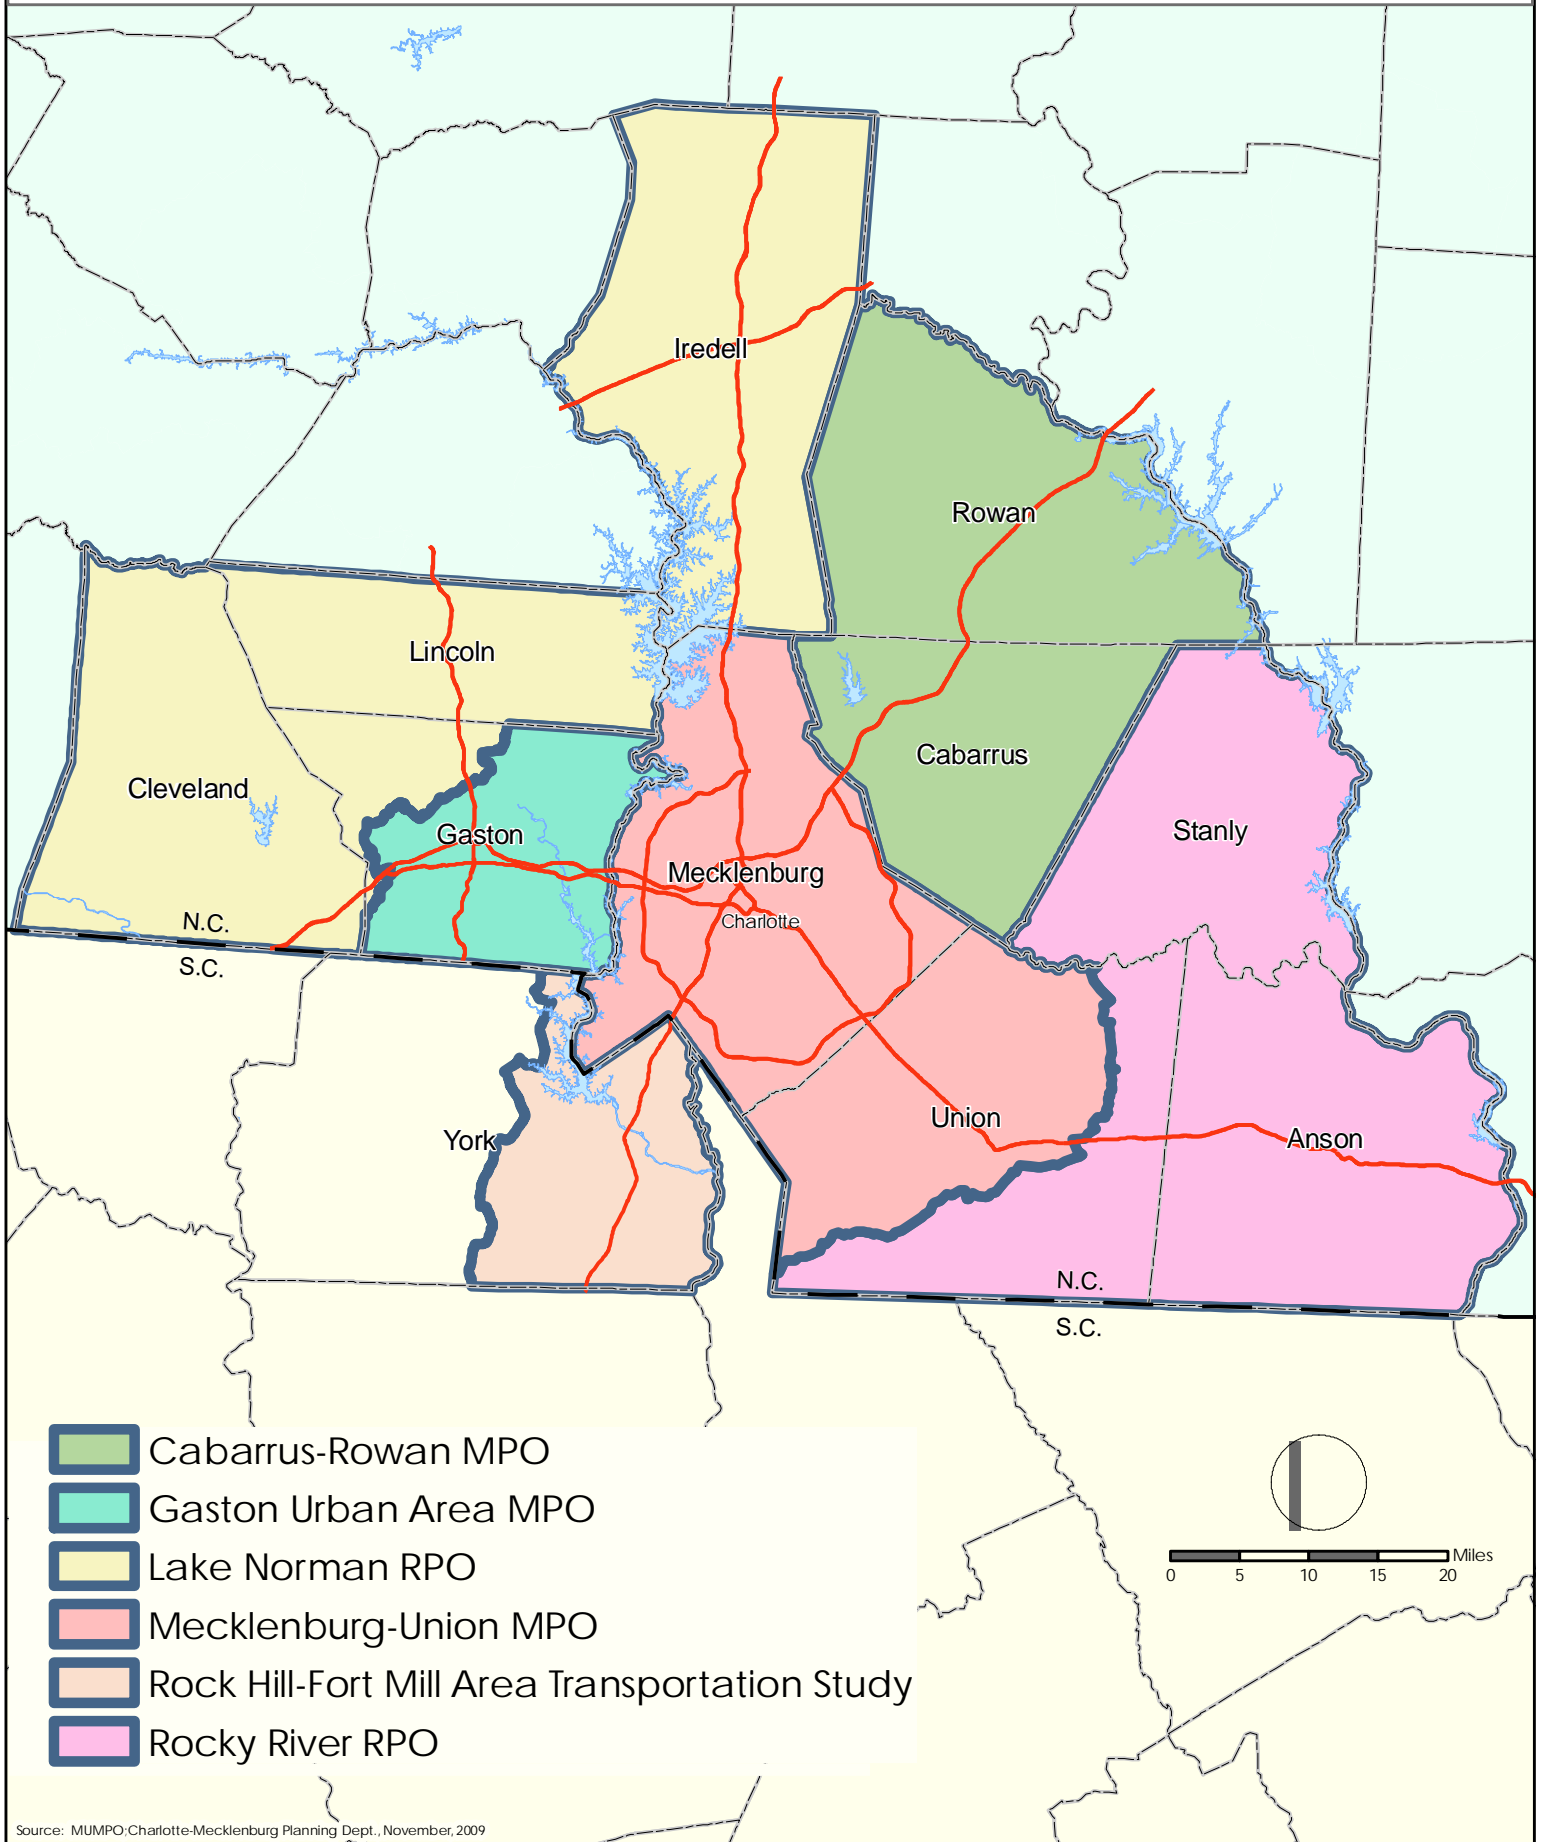 Iredell
Rowan
Lincoln
Cabarrus
Cleveland
Gaston
Stanly
Mecklenburg
Charlotte
N.C.
S.C.
Union
York
Anson
N.C.
S.C.
Cabarrus-Rowan MPO
Gaston Urban Area MPO
Lake Norman RPO
Mecklenburg-Union MPO
Rock Hill-Fort Mill Area Transportation Study
Rocky River RPO
Miles
0 5 10 15 20
Source: MUMPO;Charlotte-Mecklenburg Planning Dept., November, 2009